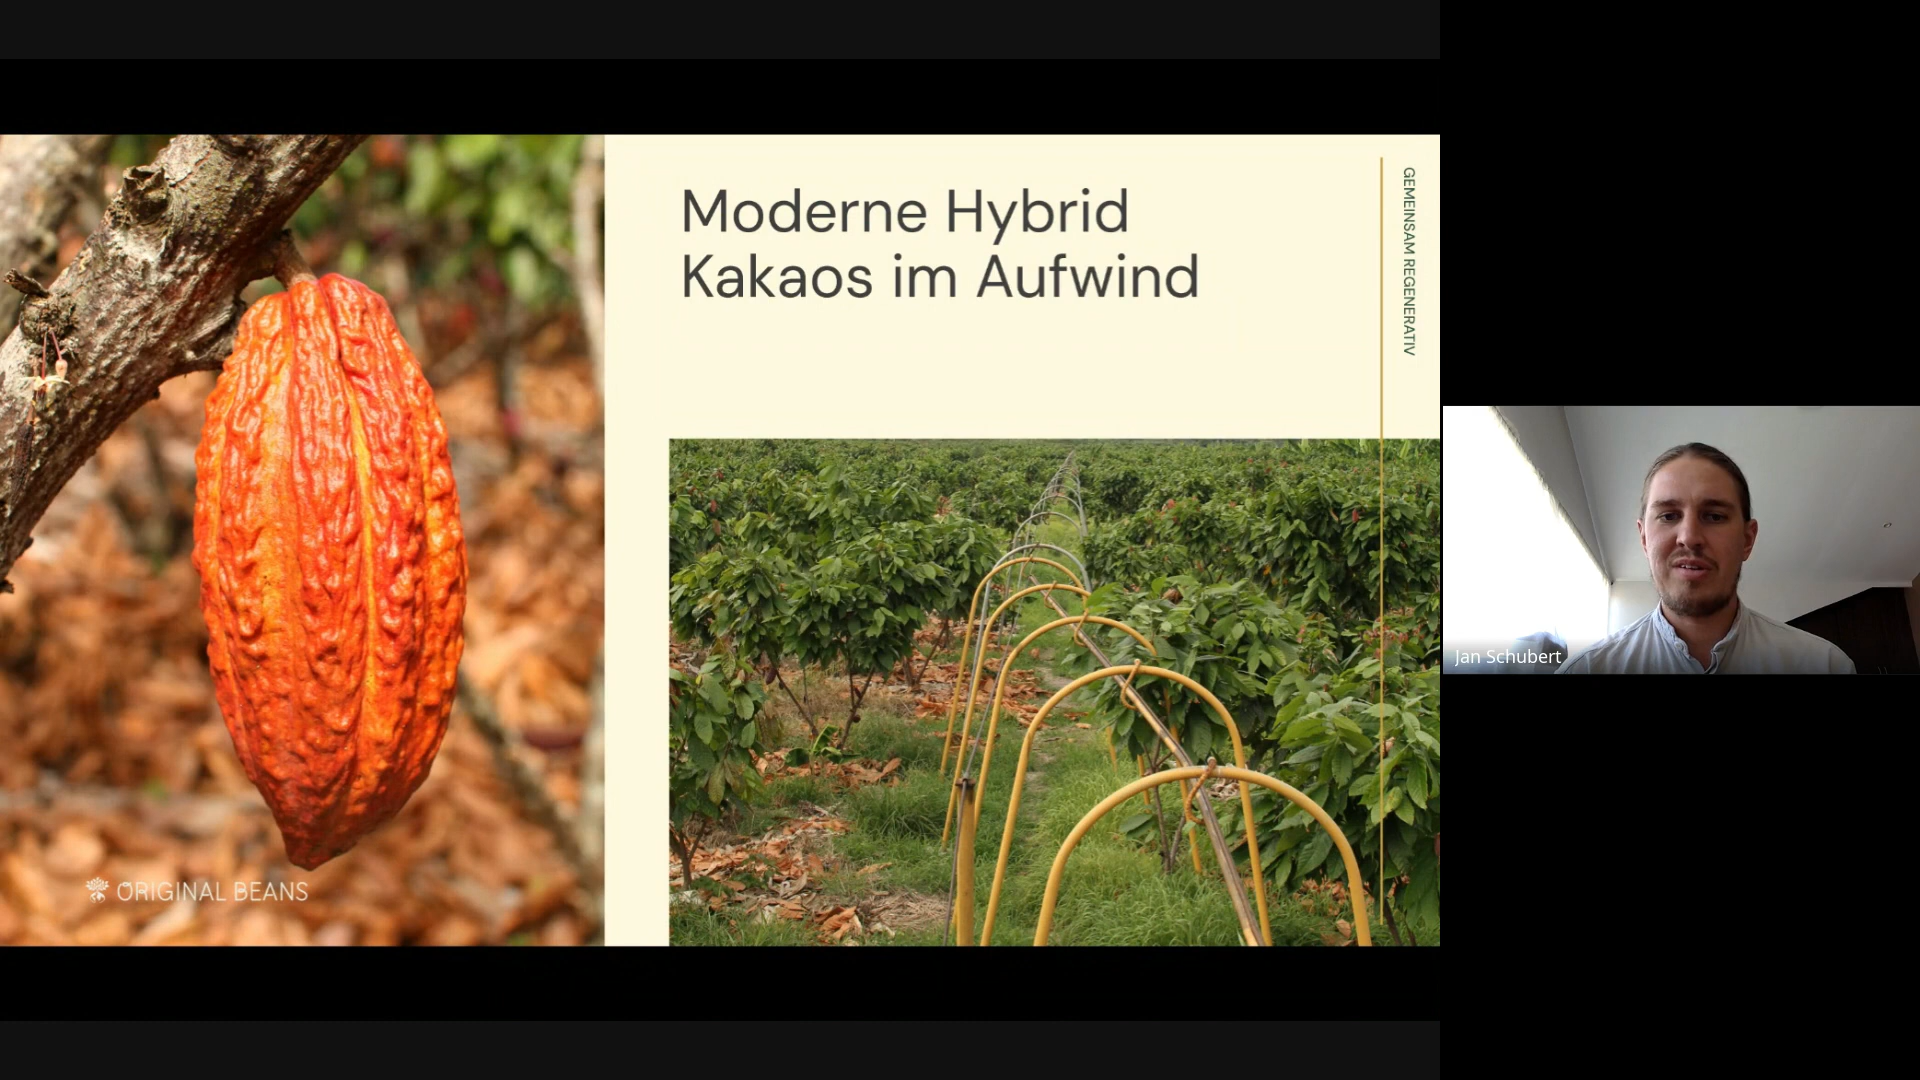 Moderne Hybrid
Kakaos im Aufwind
GEMEINSAM REGENERATIV
ORIGINAL BEANS
Jan Schubert